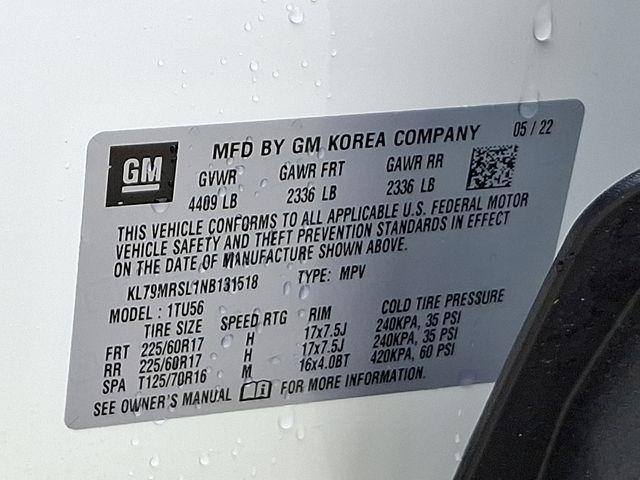 GM
MFD BY GM KOREA COMPANY 05 / 22
GVWR GAWR FRT GAWR RR
4409 LB 2336 LB 2336 LB
THIS VEHICLE CONFORMS TO ALL APPLICABLE U.S. FEDERAL MOTOR
VEHICLE SAFETY AND THEFT PREVENTION STANDARDS IN EFFECT
ON THE DATE OF MANUFACTURE SHOWN ABOVE.
KL79MRSL1NB131518 TYPE: MPV
MODEL : 1TU56
TIRE SIZE SPEED RTG RIM COLD TIRE PRESSURE
FRT 225/60R17 H 17x7.5J 240KPA, 35 PSI
RR 225/60R17 H 17x7.5J 240KPA, 35 PSI
SPA T125/70R16 M 16x4.0BT 420KPA, 60 PSI
SEE OWNER'S MANUAL FOR MORE INFORMATION.